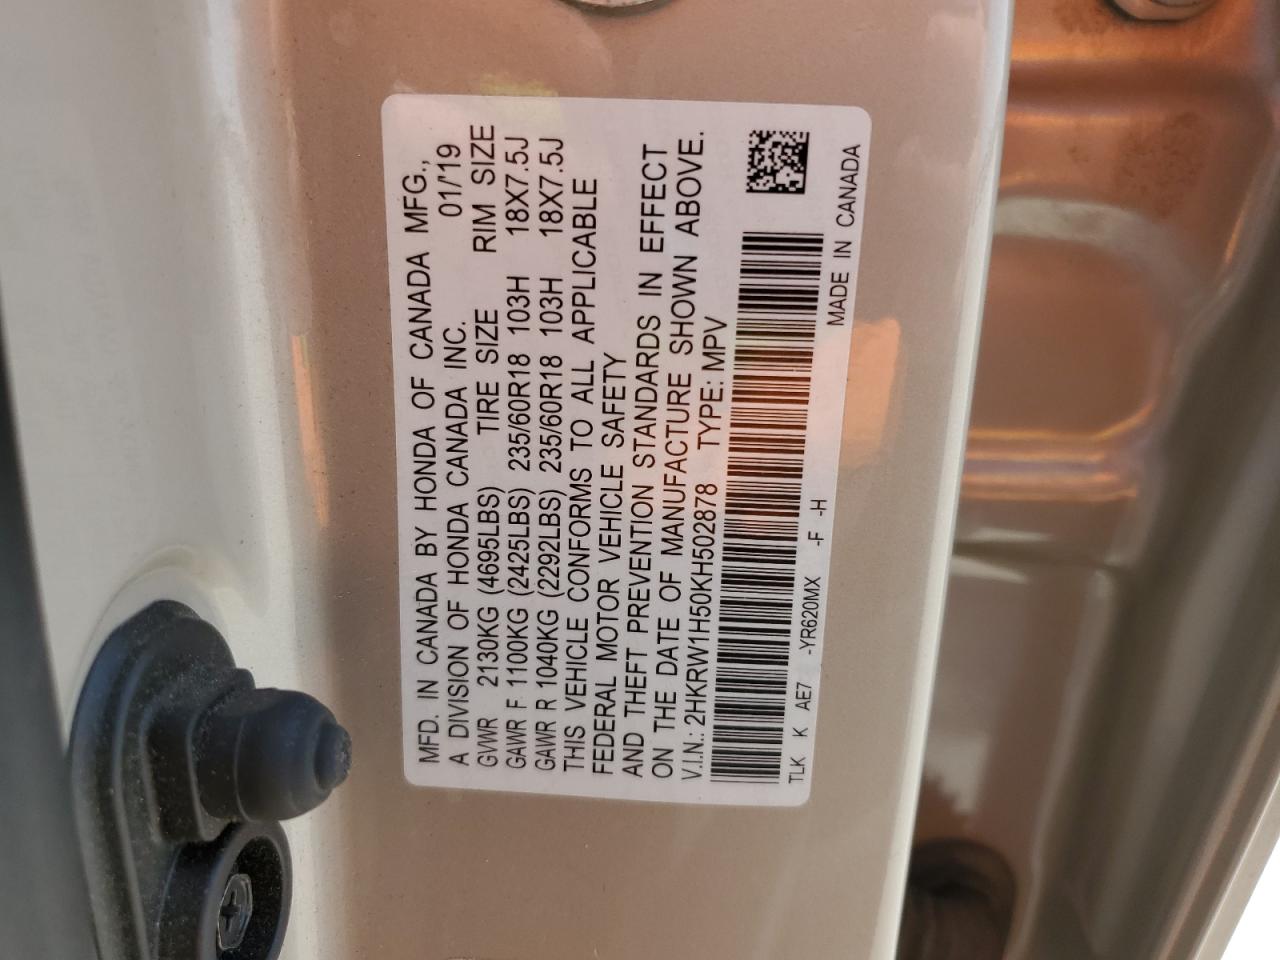 MFD. IN CANADA BY HONDA OF CANADA MFG.,
A DIVISION OF HONDA CANADA INC. 01/'19
GVWR 2130KG (4695LBS) TIRE SIZE RIM SIZE
GAWR F 1100KG (2425LBS) 235/60R18 103H 18X7.5J
GAWR R 1040KG (2292LBS) 235/60R18 103H 18X7.5J
THIS VEHICLE CONFORMS TO ALL APPLICABLE
FEDERAL MOTOR VEHICLE SAFETY
AND THEFT PREVENTION STANDARDS IN EFFECT
ON THE DATE OF MANUFACTURE SHOWN ABOVE.
V.I.N.: 2HKRW1H50KH502878 TYPE: MPV
TLK K AE7 -YR620MX -F -H MADE IN CANADA